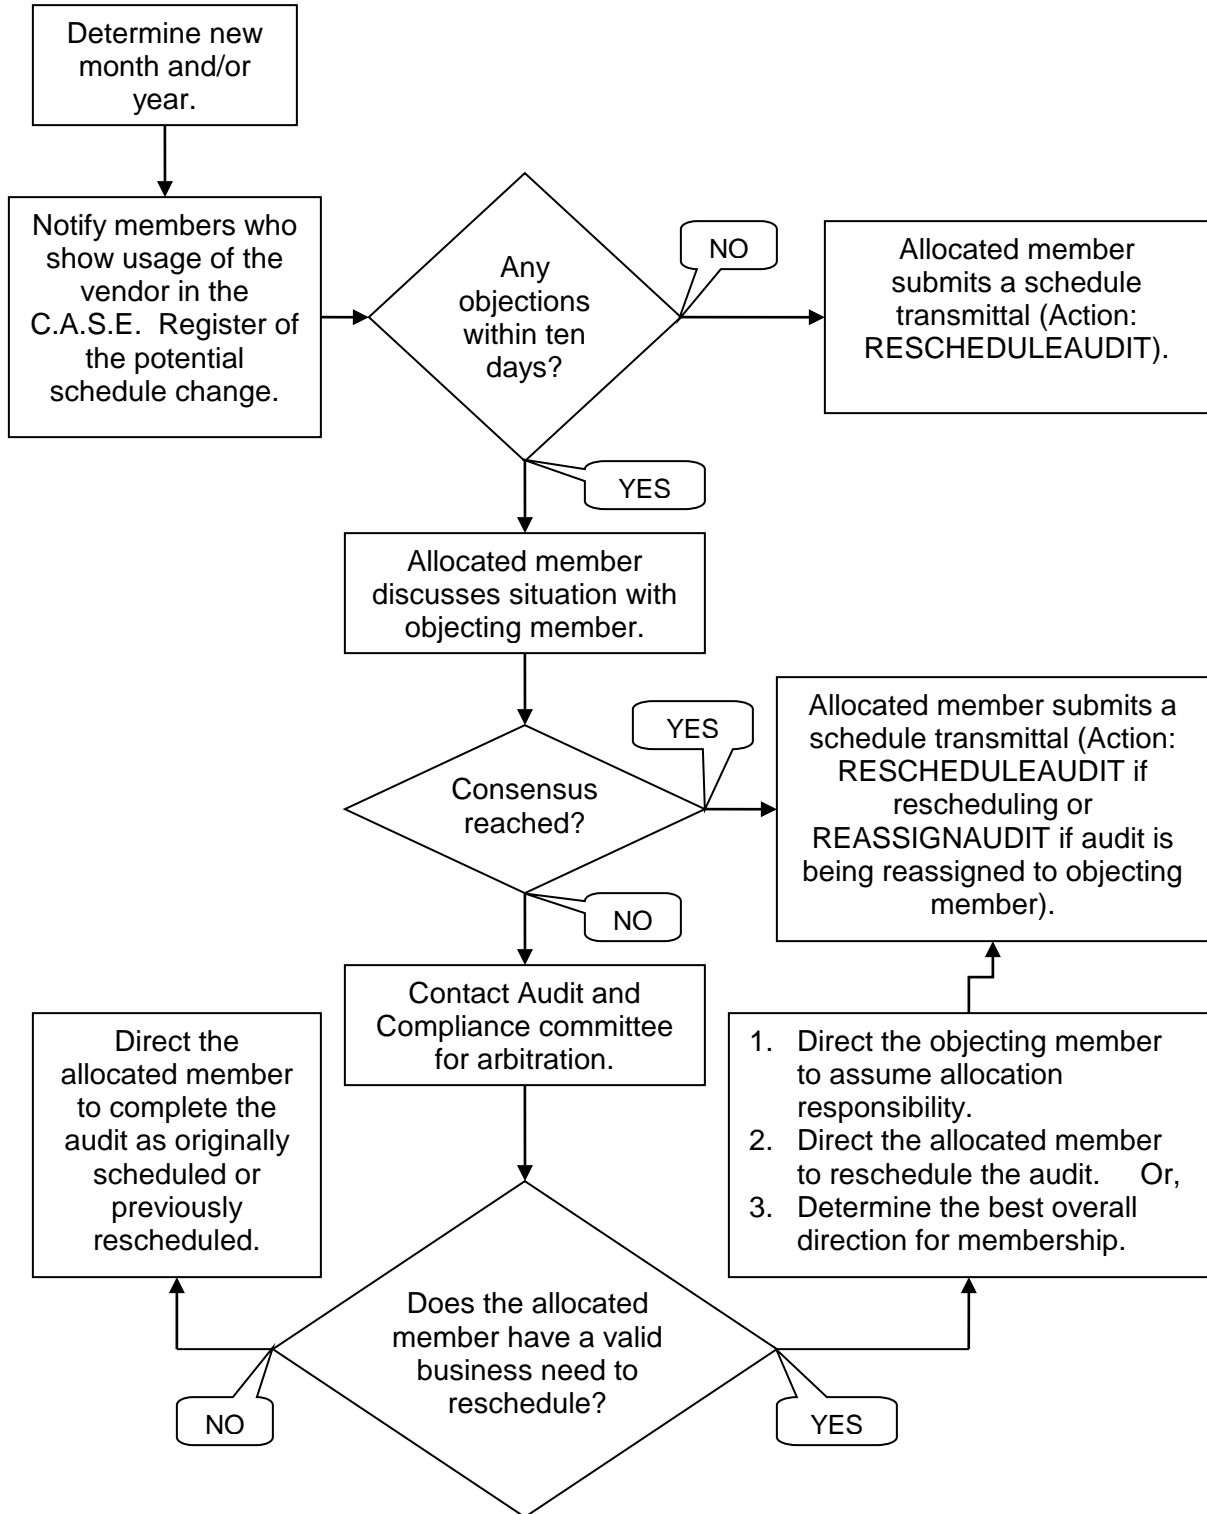 Determine new
month and/or
year.
Notify members who
show usage of the
vendor in the
C.A.S.E.  Register of
the potential
schedule change.
Any
objections
within ten
days?
NO
Allocated member
submits a schedule
transmittal (Action:
RESCHEDULEAUDIT).
YES
Allocated member
discusses situation with
objecting member.
Consensus
reached?
YES
Allocated member submits a
schedule transmittal (Action:
RESCHEDULEAUDIT if
rescheduling or
REASSIGNAUDIT if audit is
being reassigned to objecting
member).
NO
Contact Audit and
Compliance committee
for arbitration.
Direct the
allocated member
to complete the
audit as originally
scheduled or
previously
rescheduled.
1. Direct the objecting member
to assume allocation
responsibility.
2. Direct the allocated member
to reschedule the audit. Or,
3. Determine the best overall
direction for membership.
Does the allocated
member have a valid
business need to
reschedule?
NO
YES